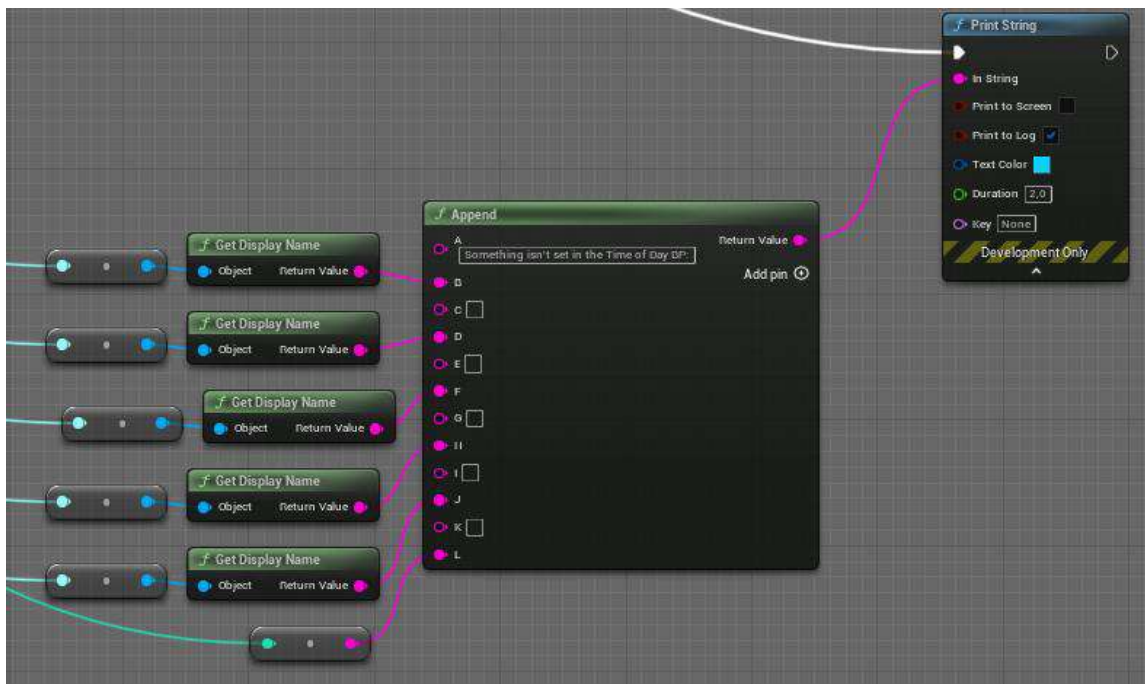 Print String
In String
Print to Screen
Print to Log
Text Color
Duration 2,0
Key None
Development Only
Append
A
Something isn't set in the Time of Day BP:
Return Value
Add pin
B
C
D
E
F
G
H
I
J
K
L
Get Display Name
Object Return Value
Get Display Name
Object Return Value
Get Display Name
Object Return Value
Get Display Name
Object Return Value
Get Display Name
Object Return Value